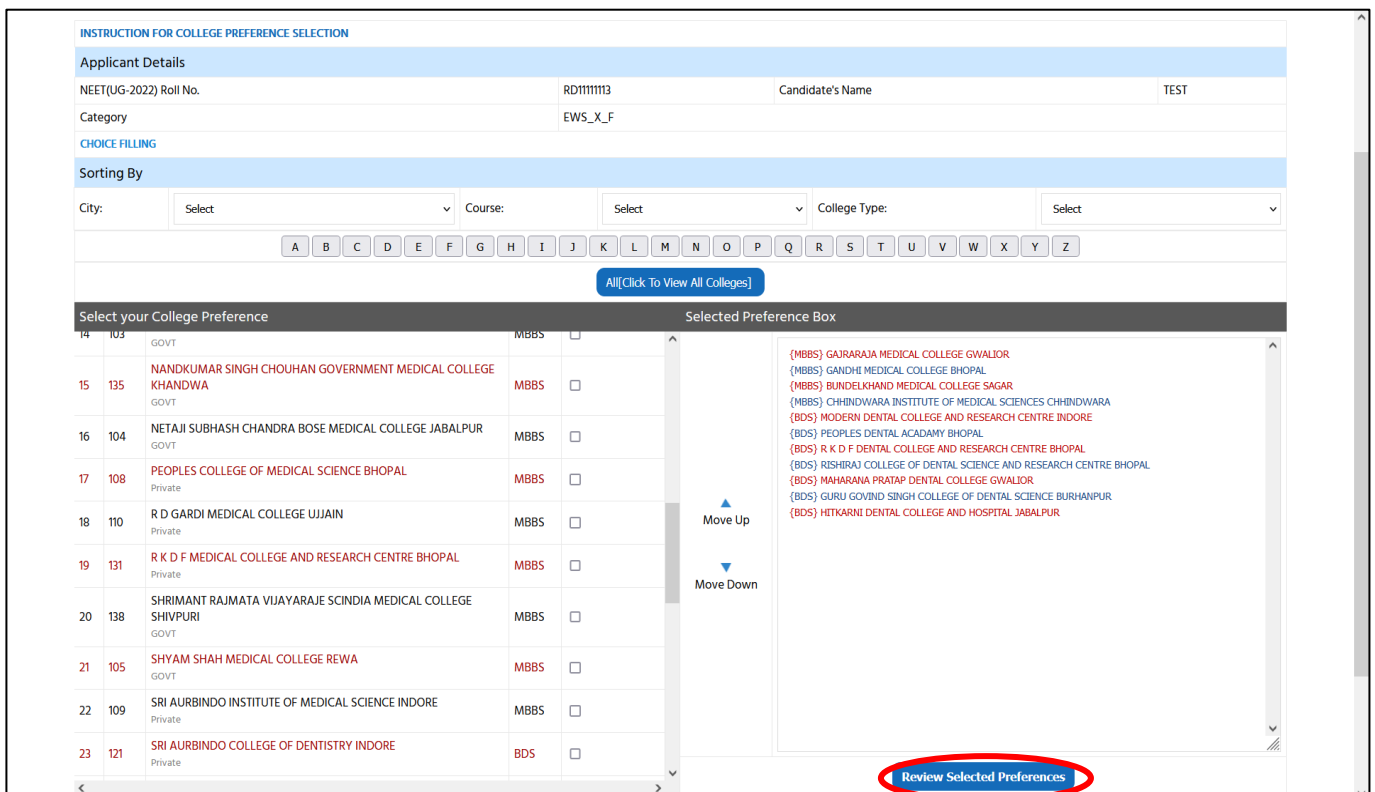 INSTRUCTION FOR COLLEGE PREFERENCE SELECTION
Applicant Details
NEET(UG-2022) Roll No. RD11111113 Candidate's Name TEST
Category EWS_X_F
CHOICE FILLING
Sorting By
City: Select Course: Select College Type: Select
A B C D E F G H I J K L M N O P Q R S T U V W X Y Z
All[Click To View All Colleges]
Select your College Preference
14 103 MBBS
GOVT
15 135 NANDKUMAR SINGH CHOUHAN GOVERNMENT MEDICAL COLLEGE
KHANDWA MBBS
GOVT
16 104 NETAJI SUBHASH CHANDRA BOSE MEDICAL COLLEGE JABALPUR MBBS
GOVT
17 108 PEOPLES COLLEGE OF MEDICAL SCIENCE BHOPAL MBBS
Private
18 110 R D GARDI MEDICAL COLLEGE UJJAIN MBBS
Private
19 131 R K D F MEDICAL COLLEGE AND RESEARCH CENTRE BHOPAL MBBS
Private
20 138 SHRIMANT RAJMATA VIJAYARAJE SCINDIA MEDICAL COLLEGE
SHIVPURI MBBS
GOVT
21 105 SHYAM SHAH MEDICAL COLLEGE REWA MBBS
GOVT
22 109 SRI AURBINDO INSTITUTE OF MEDICAL SCIENCE INDORE MBBS
Private
23 121 SRI AURBINDO COLLEGE OF DENTISTRY INDORE BDS
Private
Move Up
Move Down
Selected Preference Box
{MBBS} GAJRARAJA MEDICAL COLLEGE GWALIOR
{MBBS} GANDHI MEDICAL COLLEGE BHOPAL
{MBBS} BUNDELKHAND MEDICAL COLLEGE SAGAR
{MBBS} CHHINDWARA INSTITUTE OF MEDICAL SCIENCES CHHINDWARA
{BDS} MODERN DENTAL COLLEGE AND RESEARCH CENTRE INDORE
{BDS} PEOPLES DENTAL ACADAMY BHOPAL
{BDS} R K D F DENTAL COLLEGE AND RESEARCH CENTRE BHOPAL
{BDS} RISHIRAJ COLLEGE OF DENTAL SCIENCE AND RESEARCH CENTRE BHOPAL
{BDS} MAHARANA PRATAP DENTAL COLLEGE GWALIOR
{BDS} GURU GOVIND SINGH COLLEGE OF DENTAL SCIENCE BURHANPUR
{BDS} HITKARNI DENTAL COLLEGE AND HOSPITAL JABALPUR
Review Selected Preferences